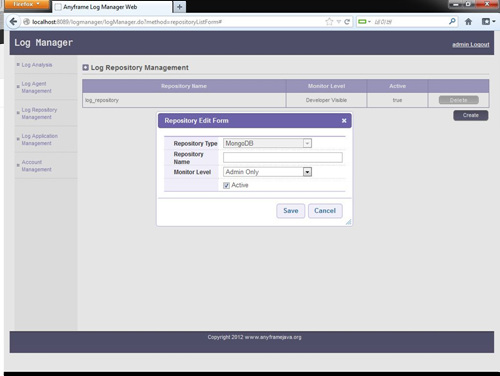 Firefox
Anyframe Log Manager Web
localhost:8089/logmanager/logManager.do?method=repositoryListForm#
네이버
Log Manager
admin Logout
Log Analysis
Log Agent
Management
Log Repository
Management
Log Application
Management
Account
Management
Log Repository Management
Repository Name Monitor Level Active
log_repository Developer Visible true Delete
Create
Repository Edit Form
Repository Type MongoDB
Repository
Name
Monitor Level Admin Only
Active
Save Cancel
Copyright 2012 www.anyframejava.org